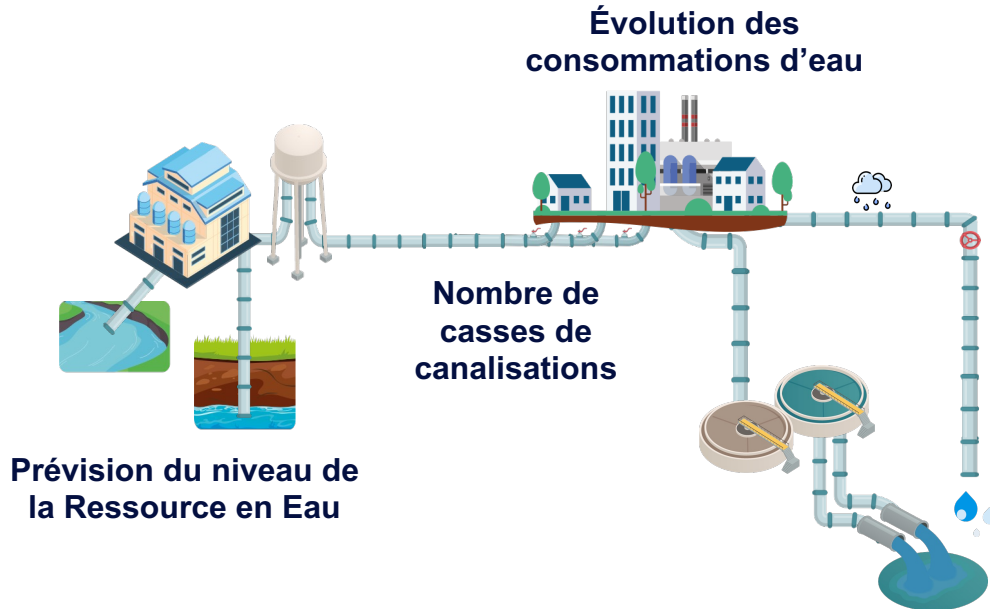 Évolution des
consommations d’eau
Nombre de
casses de
canalisations
Prévision du niveau de
la Ressource en Eau